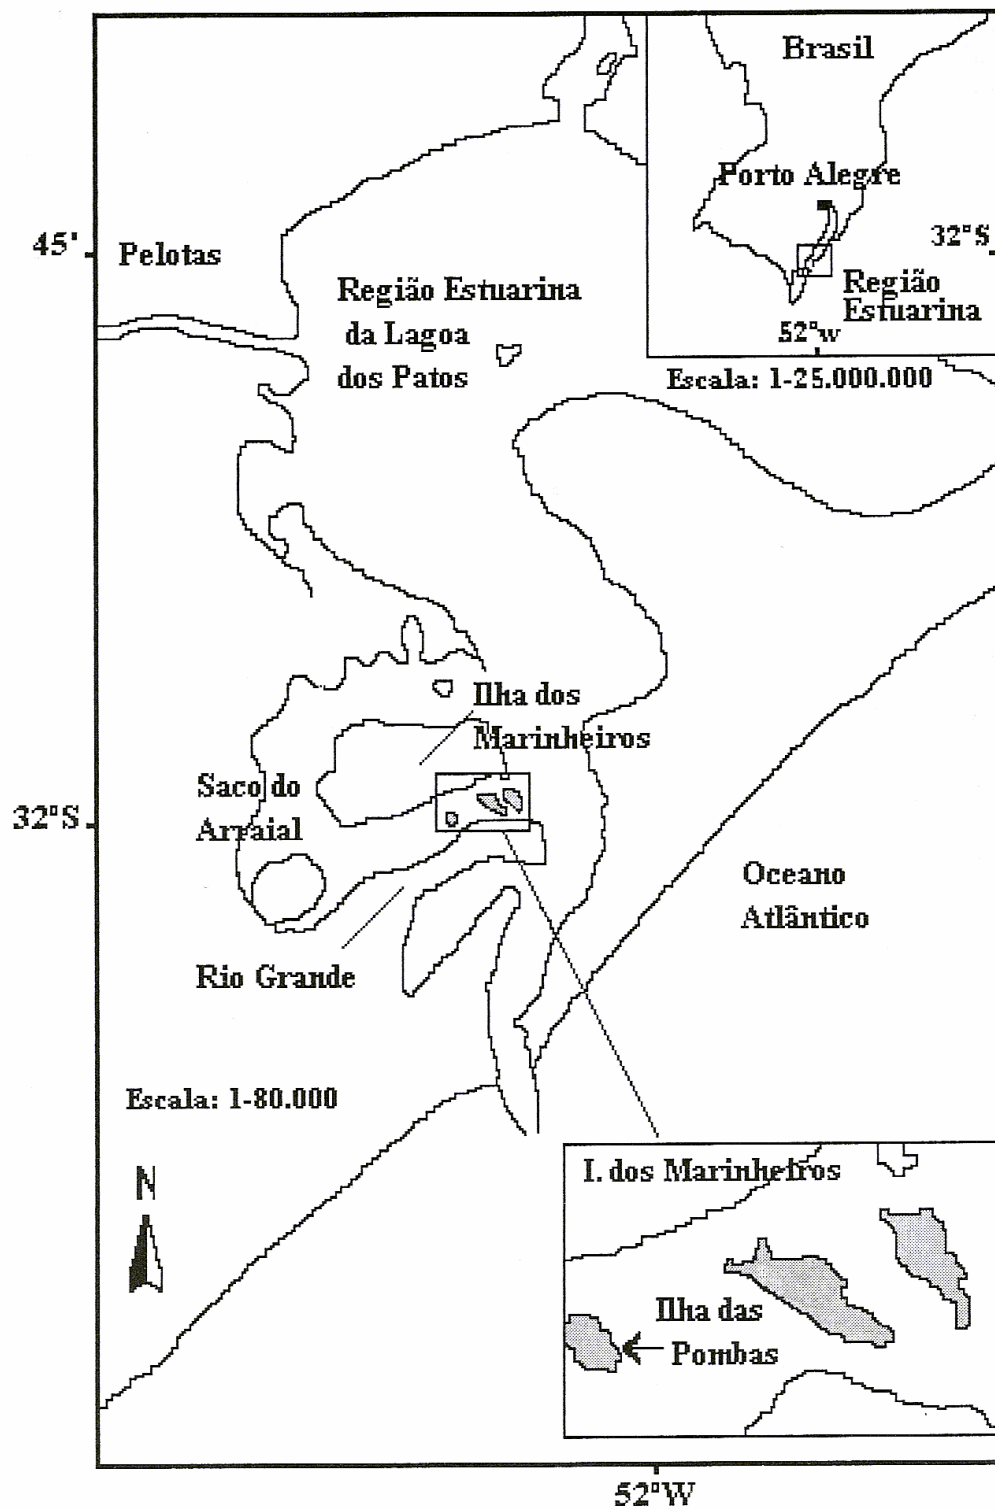 Brasil
Porto Alegre
32°S
Região
Estuarina
52°w
Escala: 1-25.000.000
45'
Pelotas
Região Estuarina
da Lagoa
dos Patos
Ilha dos
Marinheiros
Saco do
Arraial
32°S
Oceano
Atlântico
Rio Grande
Escala: 1-80.000
N
I. dos Marinheiros
Ilha das
Pombas
52°W